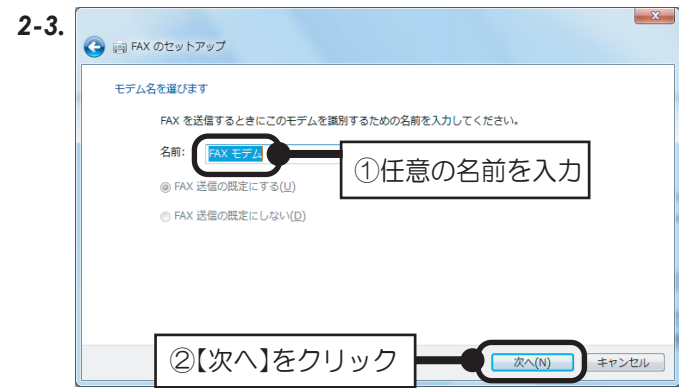 2-3.
FAX のセットアップ
モデム名を選びます
FAX を送信するときにこのモデムを識別するための名前を入力してください。
名前: FAX モデム
①任意の名前を入力
FAX 送信の既定にする(U)
FAX 送信の既定にしない(D)
②【次へ】をクリック
次へ(N) キャンセル